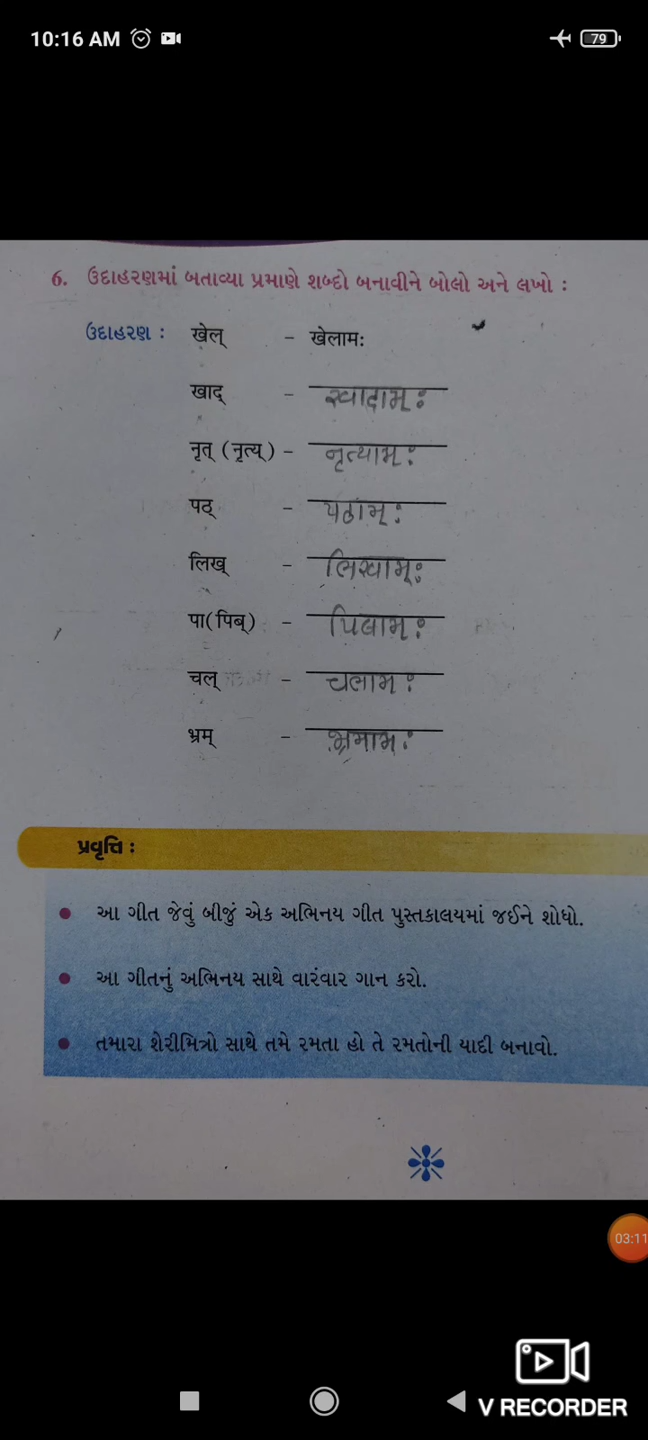 10:16 AM
79
6. ઉદાહરણમાં બતાવ્યા પ્રમાણે શબ્દો બનાવીને બોલો અને લખો :
ઉદાહરણ : खेल् - खेलामः
खाद् - खादाम्ः
नृत् (नृत्य्) - नृत्याम्ः
पठ् - पठाम्ः
लिख् - लिखाम्ः
पा(पिब्) - पिबाम्ः
चल् - चलामः
भ्रम् - भ्रमाम्ः
પ્રવૃત્તિ :
આ ગીત જેવું બીજું એક અભિનય ગીત પુસ્તકાલયમાં જઈને શોધો.
આ ગીતનું અભિનય સાથે વારંવાર ગાન કરો.
તમારા શેરીમિત્રો સાથે તમે રમતા હો તે રમતોની યાદી બનાવો.
03:11
V RECORDER